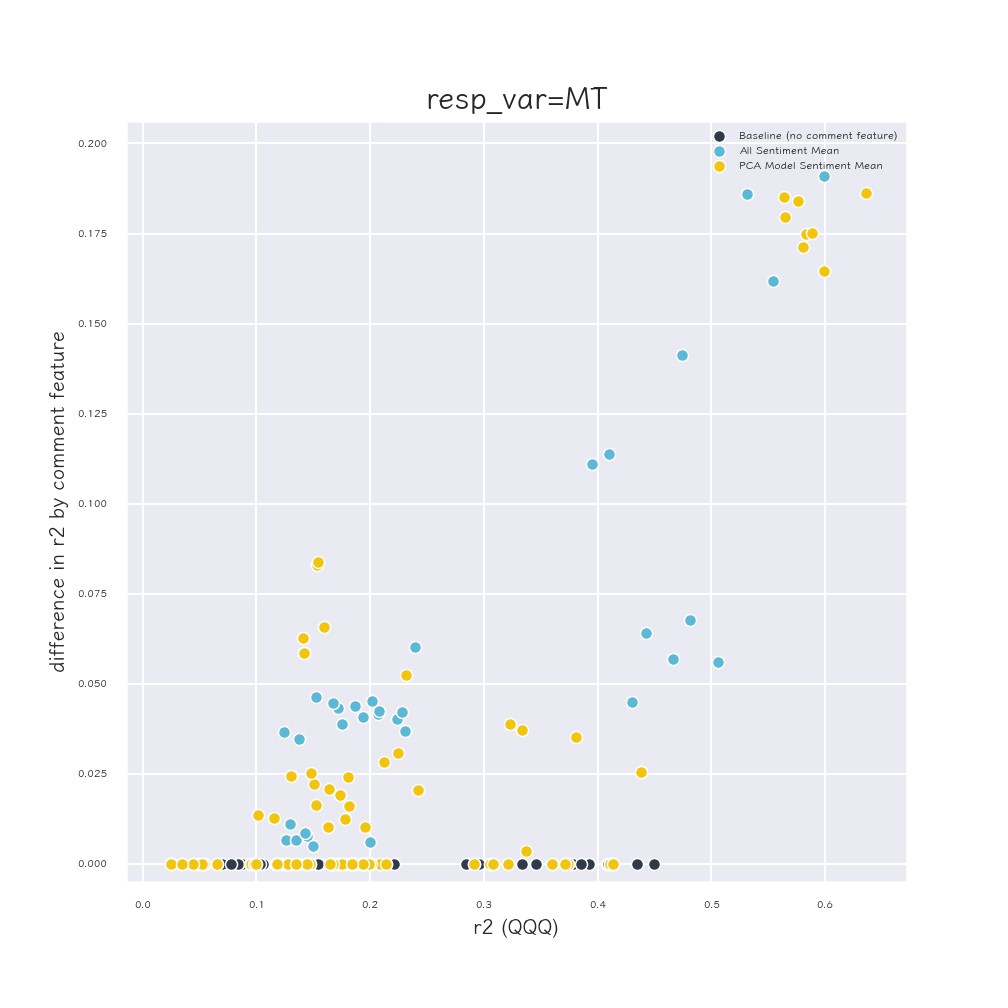 resp_var=MT
Baseline (no comment feature)
All Sentiment Mean
PCA Model Sentiment Mean
difference in r2 by comment feature
0.200
0.175
0.150
0.125
0.100
0.075
0.050
0.025
0.000
0.0 0.1 0.2 0.3 0.4 0.5 0.6
r2 (QQQ)